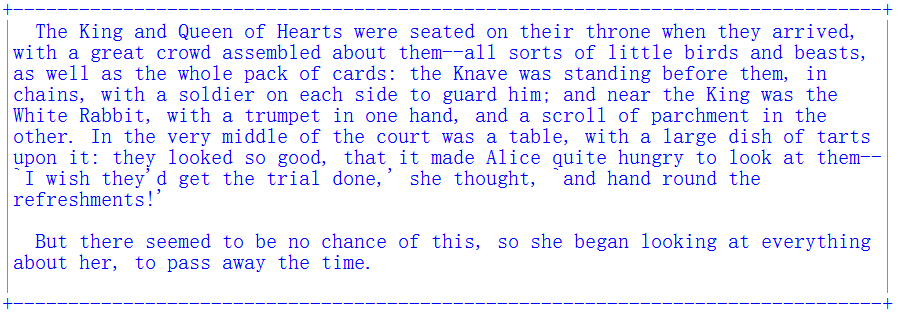 The King and Queen of Hearts were seated on their throne when they arrived,
with a great crowd assembled about them--all sorts of little birds and beasts,
as well as the whole pack of cards: the Knave was standing before them, in
chains, with a soldier on each side to guard him; and near the King was the
White Rabbit, with a trumpet in one hand, and a scroll of parchment in the
other. In the very middle of the court was a table, with a large dish of tarts
upon it: they looked so good, that it made Alice quite hungry to look at them--
`I wish they'd get the trial done,' she thought, `and hand round the
refreshments!'

But there seemed to be no chance of this, so she began looking at everything
about her, to pass away the time.